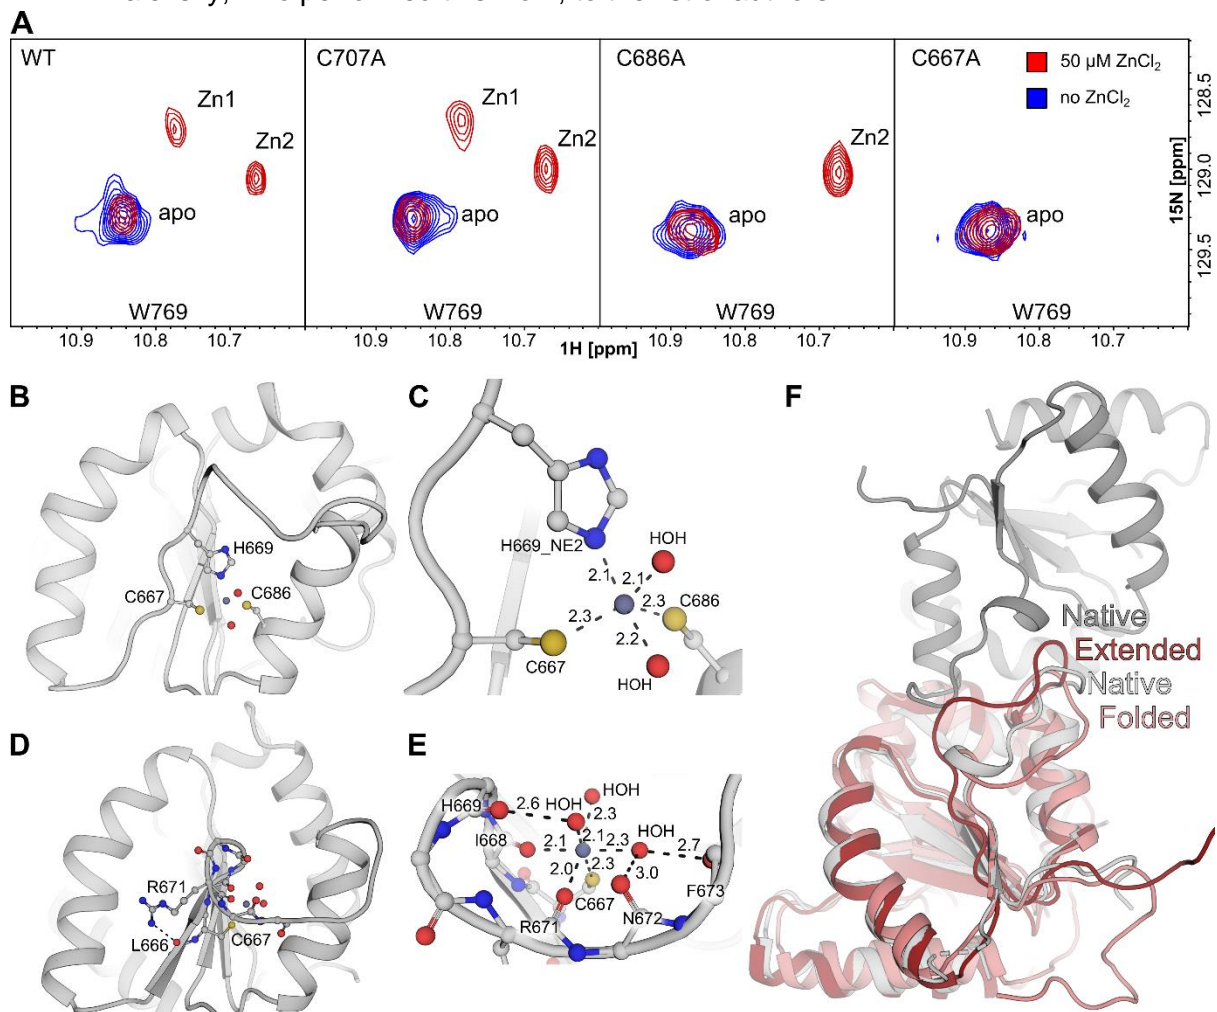 A
WT
C707A
C686A
C667A
50 µM ZnCl₂
no ZnCl₂
Zn1
Zn2
apo
W769
Zn1
Zn2
apo
W769
Zn2
apo
W769
apo
W769
128.5
129.0
129.5
15N [ppm]
10.9 10.8 10.7
10.9 10.8 10.7
10.9 10.8 10.7
10.9 10.8 10.7
1H [ppm]
B
H669
C667
C686
C
H669_NE2
HOH
2.1
2.1
2.3
C686
2.3
2.2
C667
HOH
D
R671
L666
C667
E
H669
2.6
HOH
HOH
2.3
I668
2.1
2.1
2.3
HOH
2.7
2.0
2.3
3.0
C667
F673
R671
N672
F
Native
Extended
Native
Folded